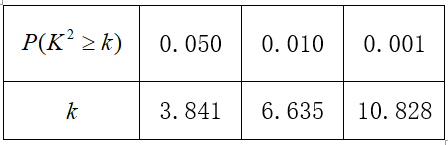 P(K² ≥ k) 0.050 0.010 0.001
k 3.841 6.635 10.828